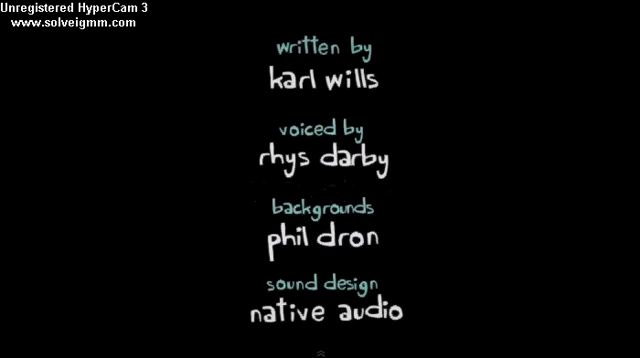 Unregistered HyperCam 3
www.solveigmm.com
written by
karl wills
voiced by
rhys darby
backgrounds
phil dron
sound design
native audio